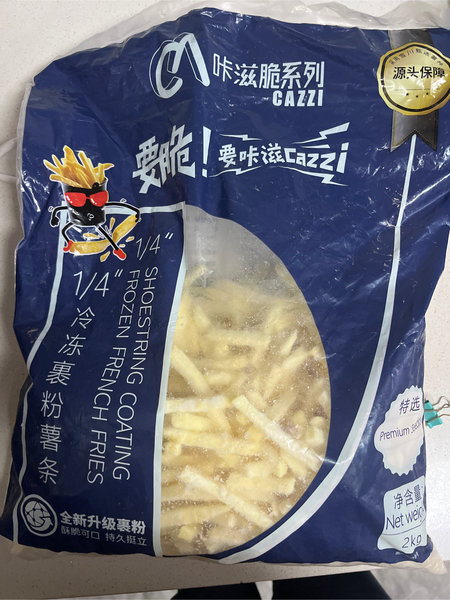 咔滋脆系列
CAZZI
源头保障
要脆!
要咔滋cazzi
1/4"
SHOESTRING COATING
FROZEN FRENCH FRIES
1/4"
冷冻裹粉薯条
特选
Premium
净含量
Net weig
2kg
全新升级裹粉
酥脆可口 持久挺立